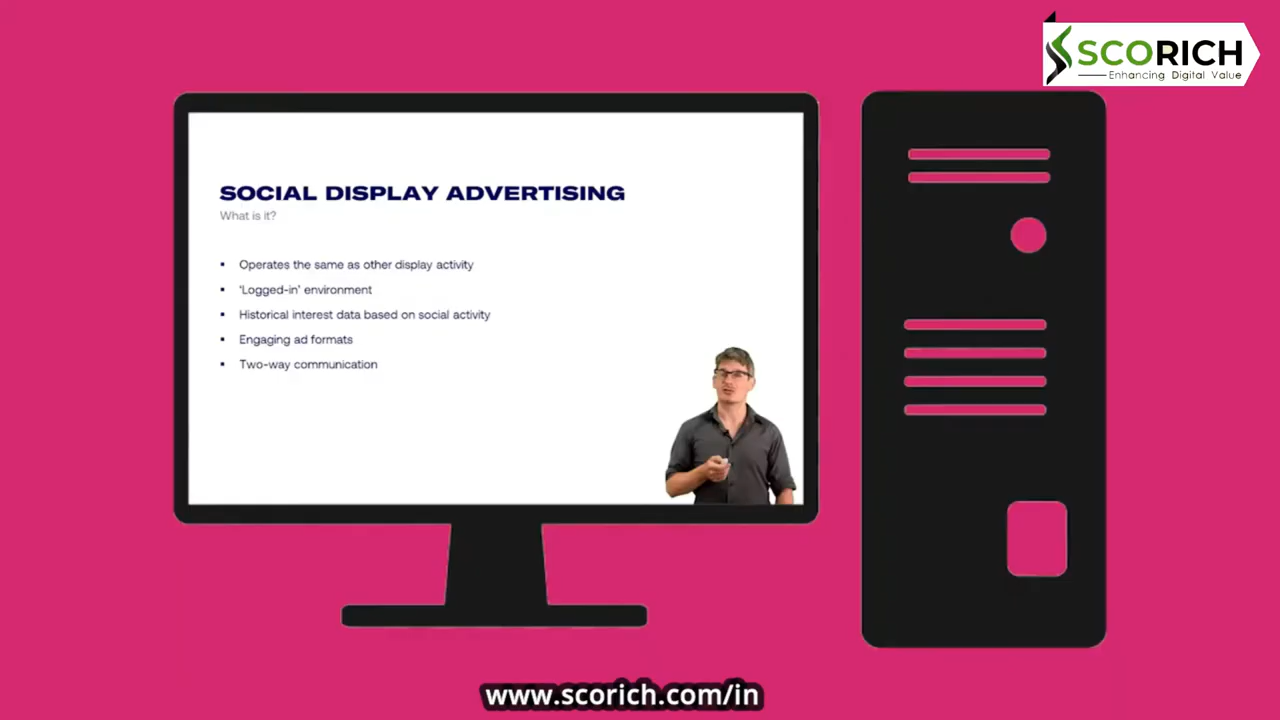 SCORICH
Enhancing Digital Value
SOCIAL DISPLAY ADVERTISING
What is it?
▪ Operates the same as other display activity
▪ ‘Logged-in’ environment
▪ Historical interest data based on social activity
▪ Engaging ad formats
▪ Two-way communication
www.scorich.com/in